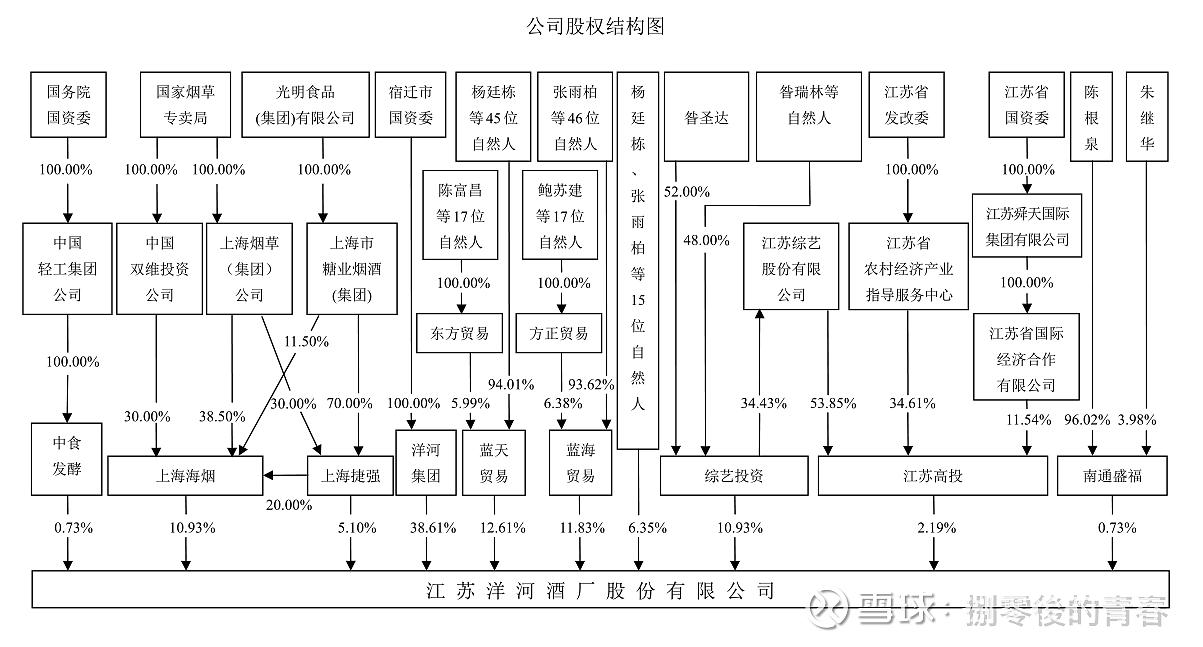 公司股权结构图
国务院
国资委
国家烟草
专卖局
光明食品
(集团)有限公司
宿迁市
国资委
杨廷栋
等45位
自然人
张雨柏
等46位
自然人
杨廷栋、张雨柏等15位自然人
昝圣达
昝瑞林等
自然人
江苏省
发改委
江苏省
国资委
陈根泉
朱继华
100.00%
100.00%
100.00%
100.00%
100.00%
100.00%
陈富昌
等17位
自然人
鲍苏建
等17位
自然人
52.00%
48.00%
中国
轻工集团
公司
中国
双维投资
公司
上海烟草
(集团)
公司
上海市
糖业烟酒
(集团)
江苏综艺
股份有限
公司
江苏省
农村经济产业
指导服务中心
江苏舜天国际
集团有限公司
100.00%
100.00%
100.00%
东方贸易
方正贸易
江苏省国际
经济合作
有限公司
11.50%
100.00%
30.00%
38.50%
30.00%
70.00%
100.00%
5.99%
94.01%
6.38%
93.62%
34.43%
53.85%
34.61%
11.54%
96.02%
3.98%
中食
发酵
上海海烟
上海捷强
洋河
集团
蓝天
贸易
蓝海
贸易
综艺投资
江苏高投
南通盛福
20.00%
0.73%
10.93%
5.10%
38.61%
12.61%
11.83%
6.35%
10.93%
2.19%
0.73%
江苏洋河酒厂股份有限公司
雪球：捌零後的青春